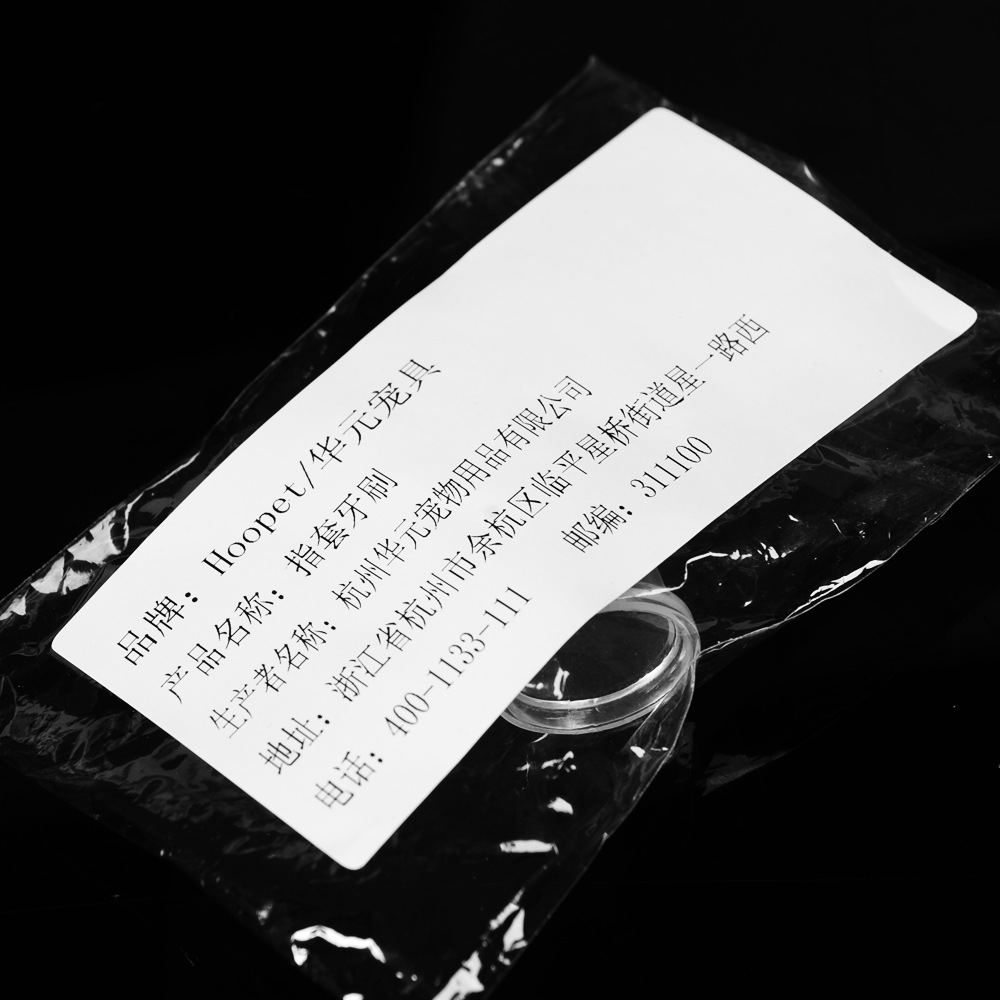 品牌：Hoopet/华元宠具
产品名称：指套牙刷
生产者名称：杭州华元宠物用品有限公司
地址：浙江省杭州市余杭区临平星桥街道星一路西
电话：400-1133-111 邮编：311100